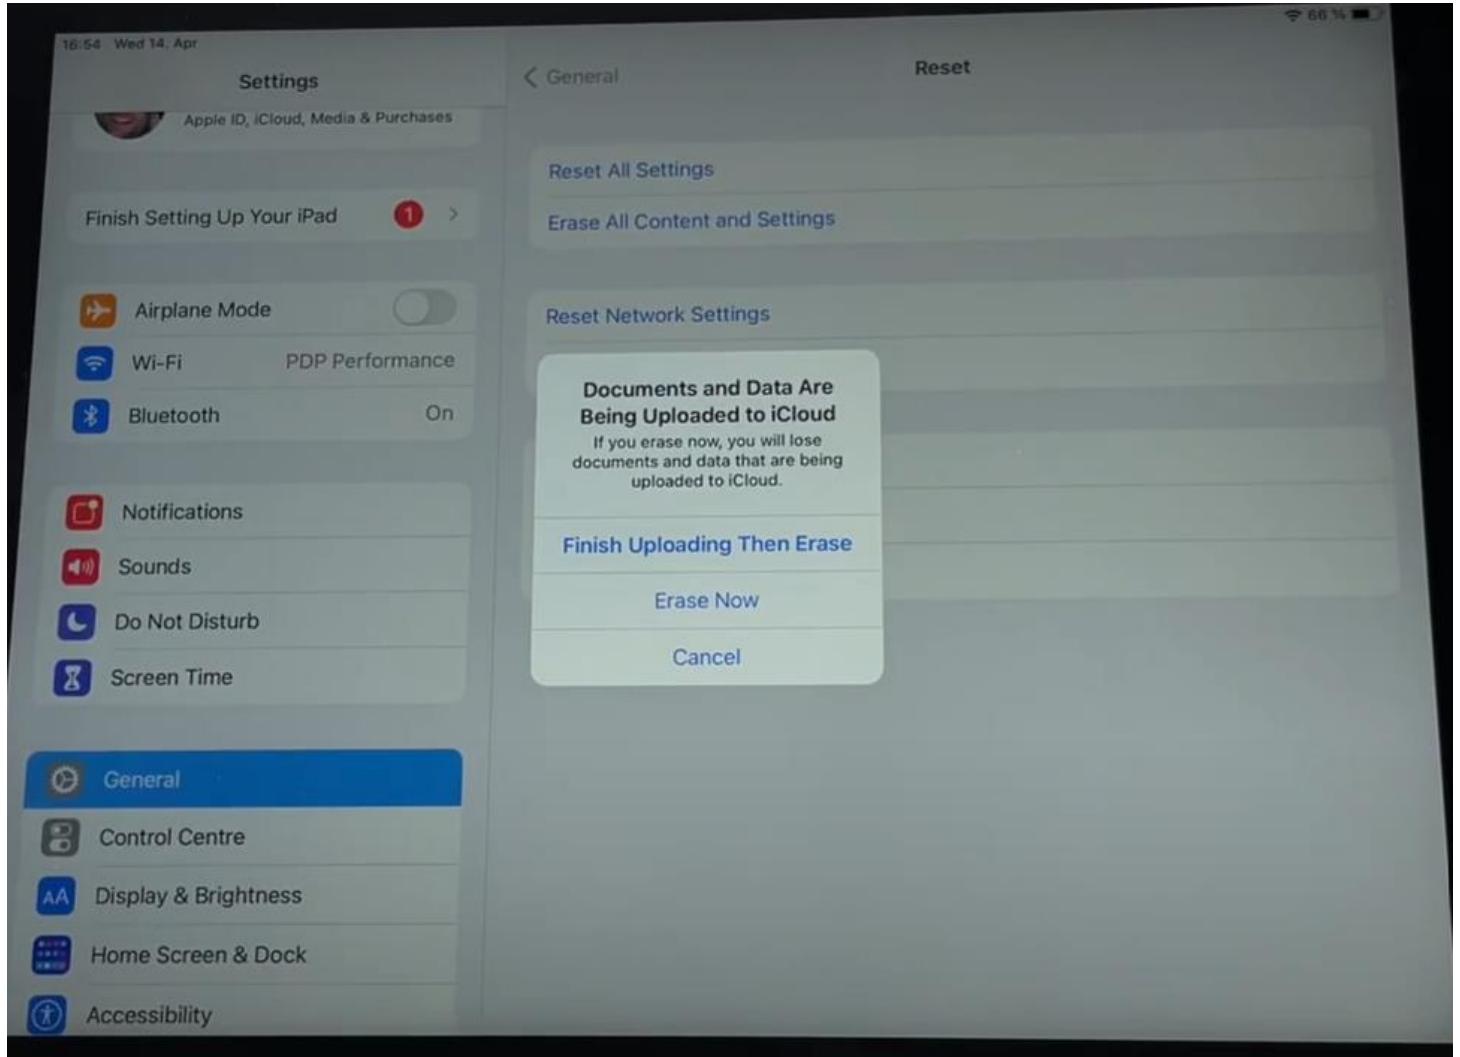 16:54 Wed 14. Apr
66 %
Settings
Apple ID, iCloud, Media & Purchases
Finish Setting Up Your iPad
1
Airplane Mode
Wi-Fi PDP Performance
Bluetooth On
Notifications
Sounds
Do Not Disturb
Screen Time
General
Control Centre
AA Display & Brightness
Home Screen & Dock
Accessibility
General
Reset
Reset All Settings
Erase All Content and Settings
Reset Network Settings
Documents and Data Are
Being Uploaded to iCloud
If you erase now, you will lose
documents and data that are being
uploaded to iCloud.
Finish Uploading Then Erase
Erase Now
Cancel